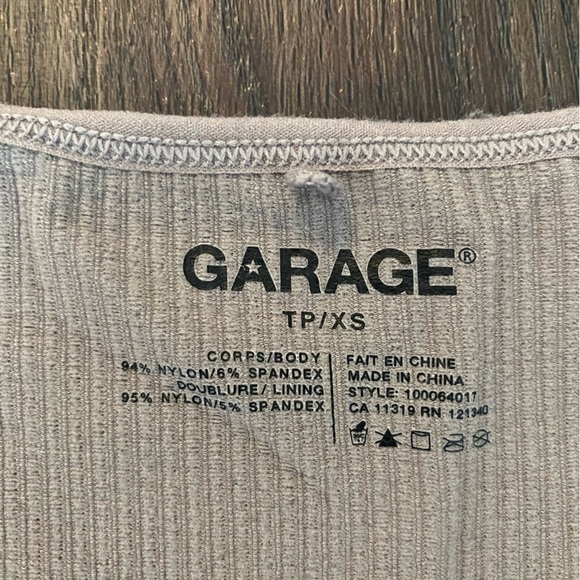 GARAGE®
TP/XS
CORPS/BODY
94% NYLON/6% SPANDEX
DOUBLURE/ LINING
95% NYLON/5% SPANDEX
FAIT EN CHINE
MADE IN CHINA
STYLE: 100064017
CA 11319 RN 121340